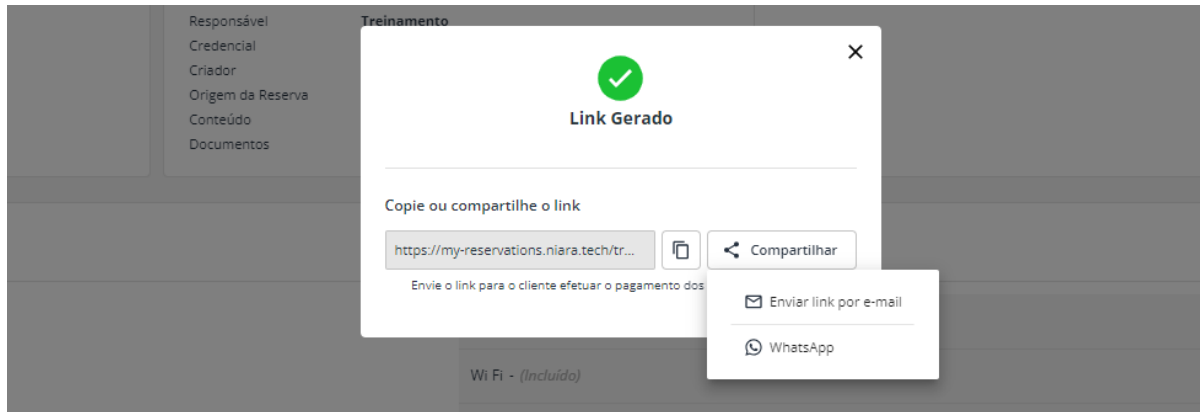 Responsável Treinamento
Credencial
Criador
Origem da Reserva
Conteúdo
Documentos
Link Gerado
Copie ou compartilhe o link
https://my-reservations.niara.tech/tr...
Compartilhar
Envie o link para o cliente efetuar o pagamento dos
Enviar link por e-mail
WhatsApp
Wi Fi - (Incluído)